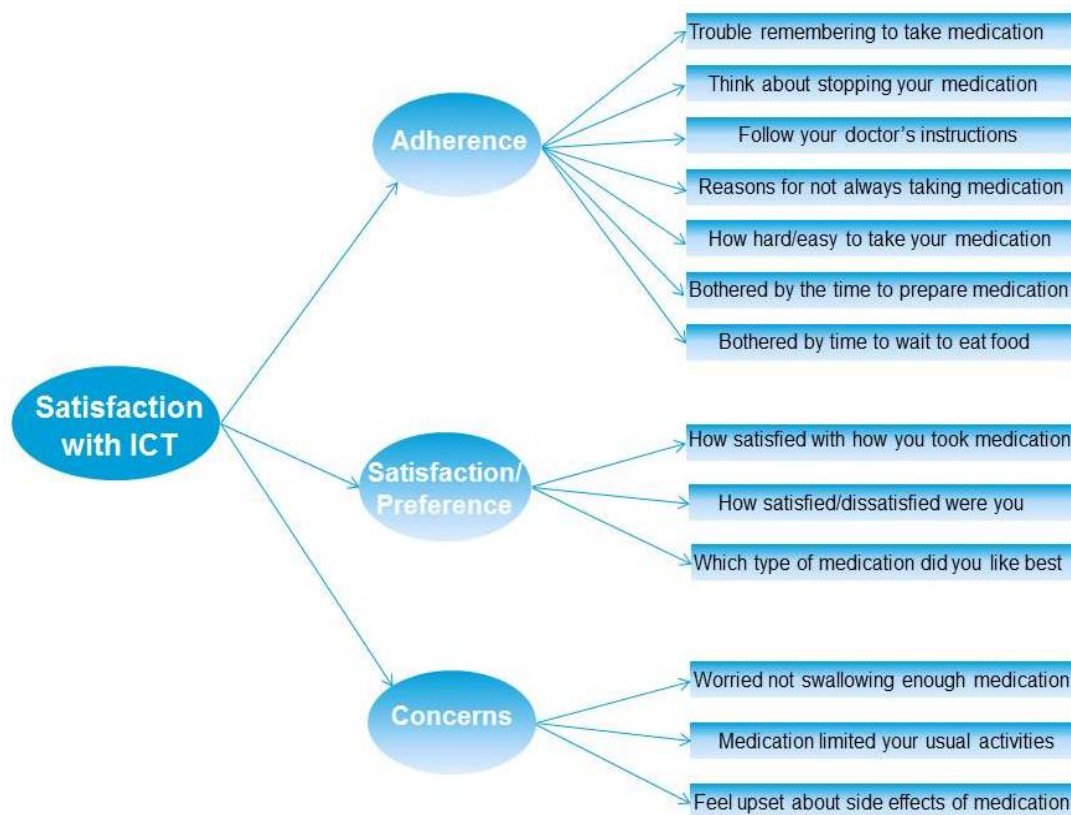 Trouble remembering to take medication
Think about stopping your medication
Adherence
Follow your doctor's instructions
Reasons for not always taking medication
How hard/easy to take your medication
Bothered by the time to prepare medication
Bothered by time to wait to eat food
Satisfaction
with ICT
How satisfied with how you took medication
Satisfaction/
Preference
How satisfied/dissatisfied were you
Which type of medication did you like best
Worried not swallowing enough medication
Concerns
Medication limited your usual activities
Feel upset about side effects of medication